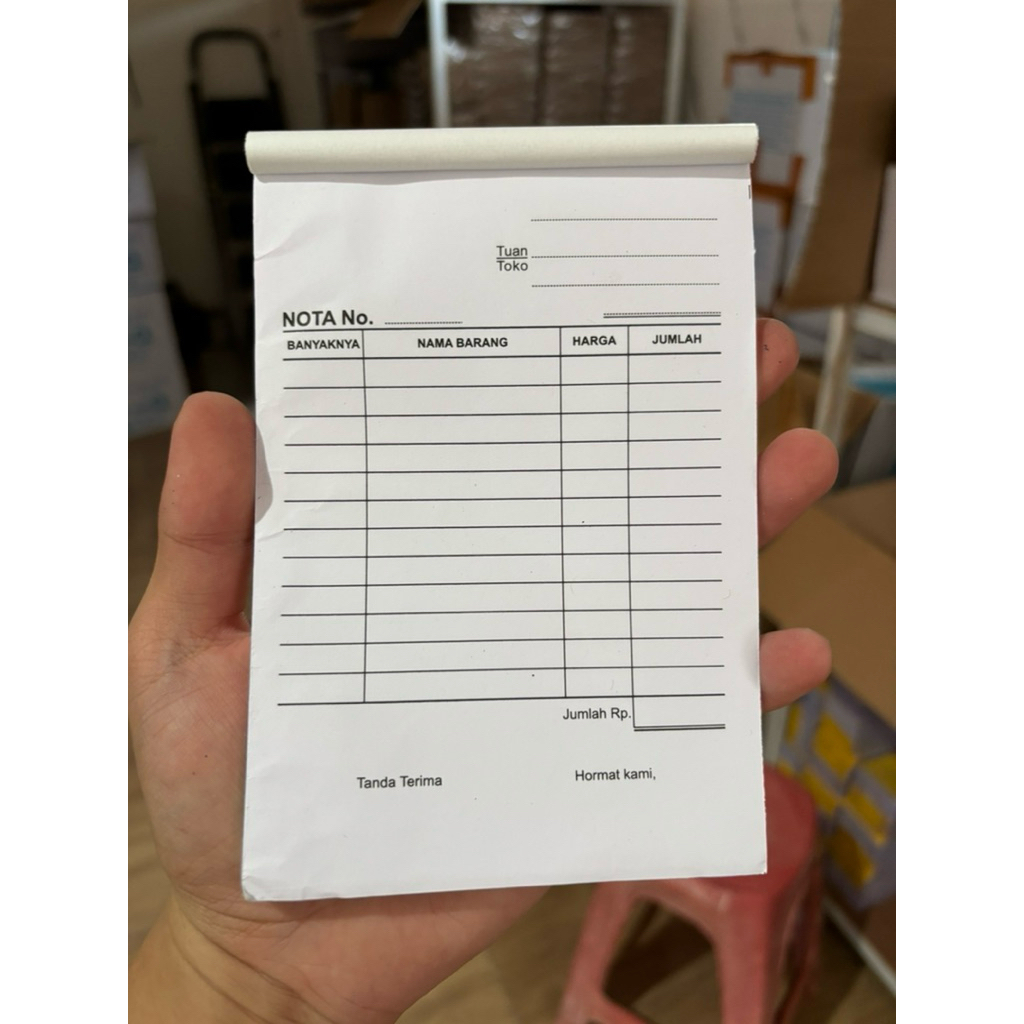 Tuan
Toko
NOTA No.
BANYAKNYA NAMA BARANG HARGA JUMLAH
Jumlah Rp.
Tanda Terima Hormat kami,